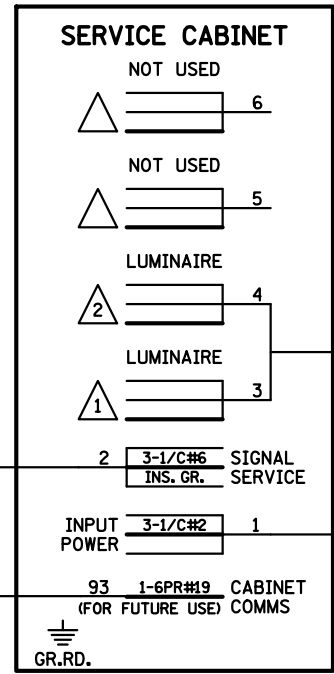 SERVICE CABINET
NOT USED
6
NOT USED
5
LUMINAIRE
2
4
LUMINAIRE
1
3
2 3-1/C#6 SIGNAL
INS. GR. SERVICE
INPUT 3-1/C#2 1
POWER
93 1-6PR#19 CABINET
(FOR FUTURE USE) COMMS
GR.RD.